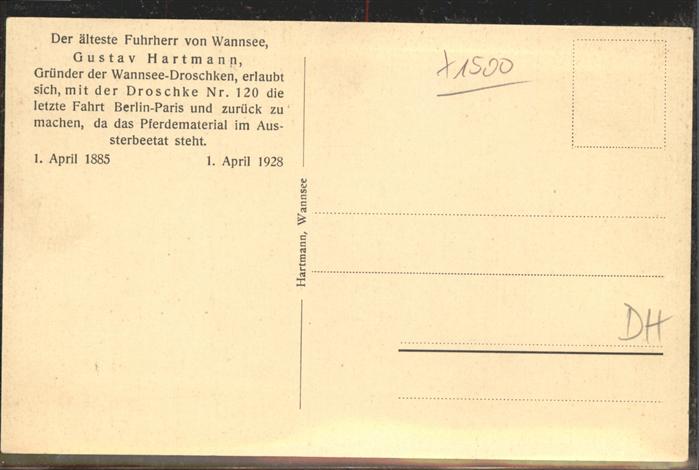 Der älteste Fuhrherr von Wannsee,
Gustav Hartmann,
Gründer der Wannsee-Droschken, erlaubt
sich, mit der Droschke Nr. 120 die
letzte Fahrt Berlin-Paris und zurück zu
machen, da das Pferdematerial im Aus-
sterbeetat steht.
1. April 1885 1. April 1928
Hartmann, Wannsee
+1500
DH